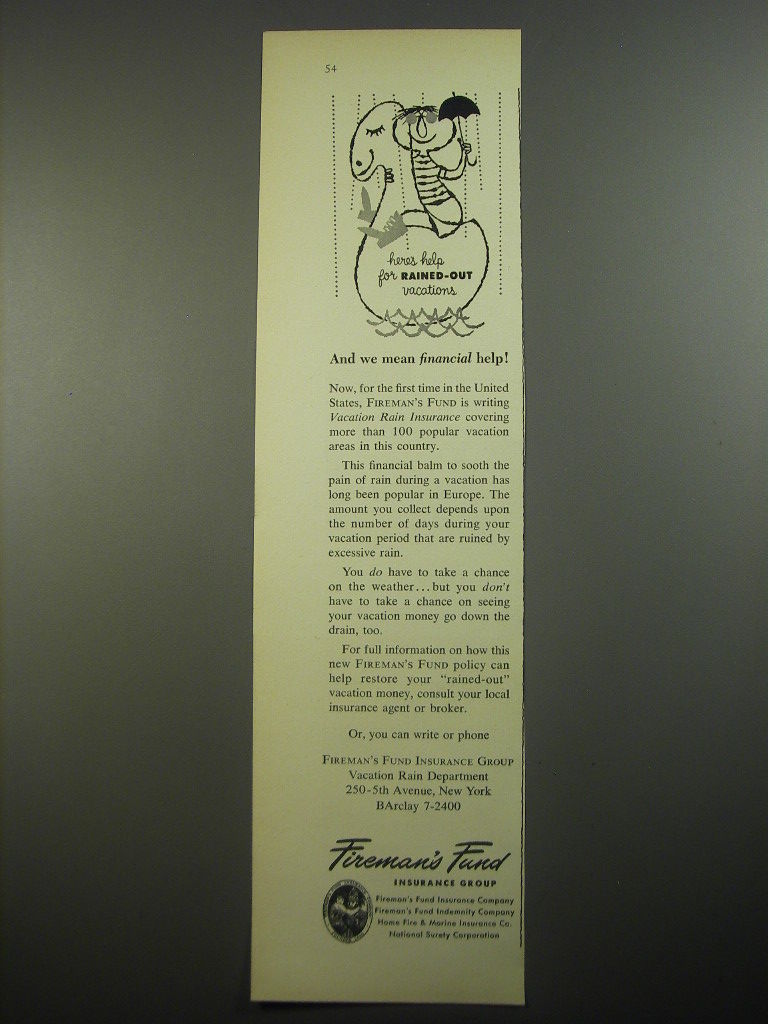 54
here's help
for RAINED-OUT
vacations
And we mean financial help!
Now, for the first time in the United
States, FIREMAN'S FUND is writing
Vacation Rain Insurance covering
more than 100 popular vacation
areas in this country.
This financial balm to sooth the
pain of rain during a vacation has
long been popular in Europe. The
amount you collect depends upon
the number of days during your
vacation period that are ruined by
excessive rain.
You do have to take a chance
on the weather...but you don't
have to take a chance on seeing
your vacation money go down the
drain, too.
For full information on how this
new FIREMAN'S FUND policy can
help restore your "rained-out"
vacation money, consult your local
insurance agent or broker.
Or, you can write or phone
FIREMAN'S FUND INSURANCE GROUP
Vacation Rain Department
250-5th Avenue, New York
BArclay 7-2400
Fireman's Fund
INSURANCE GROUP
Fireman's Fund Insurance Company
Fireman's Fund Indemnity Company
Home Fire & Marine Insurance Co.
National Surety Corporation